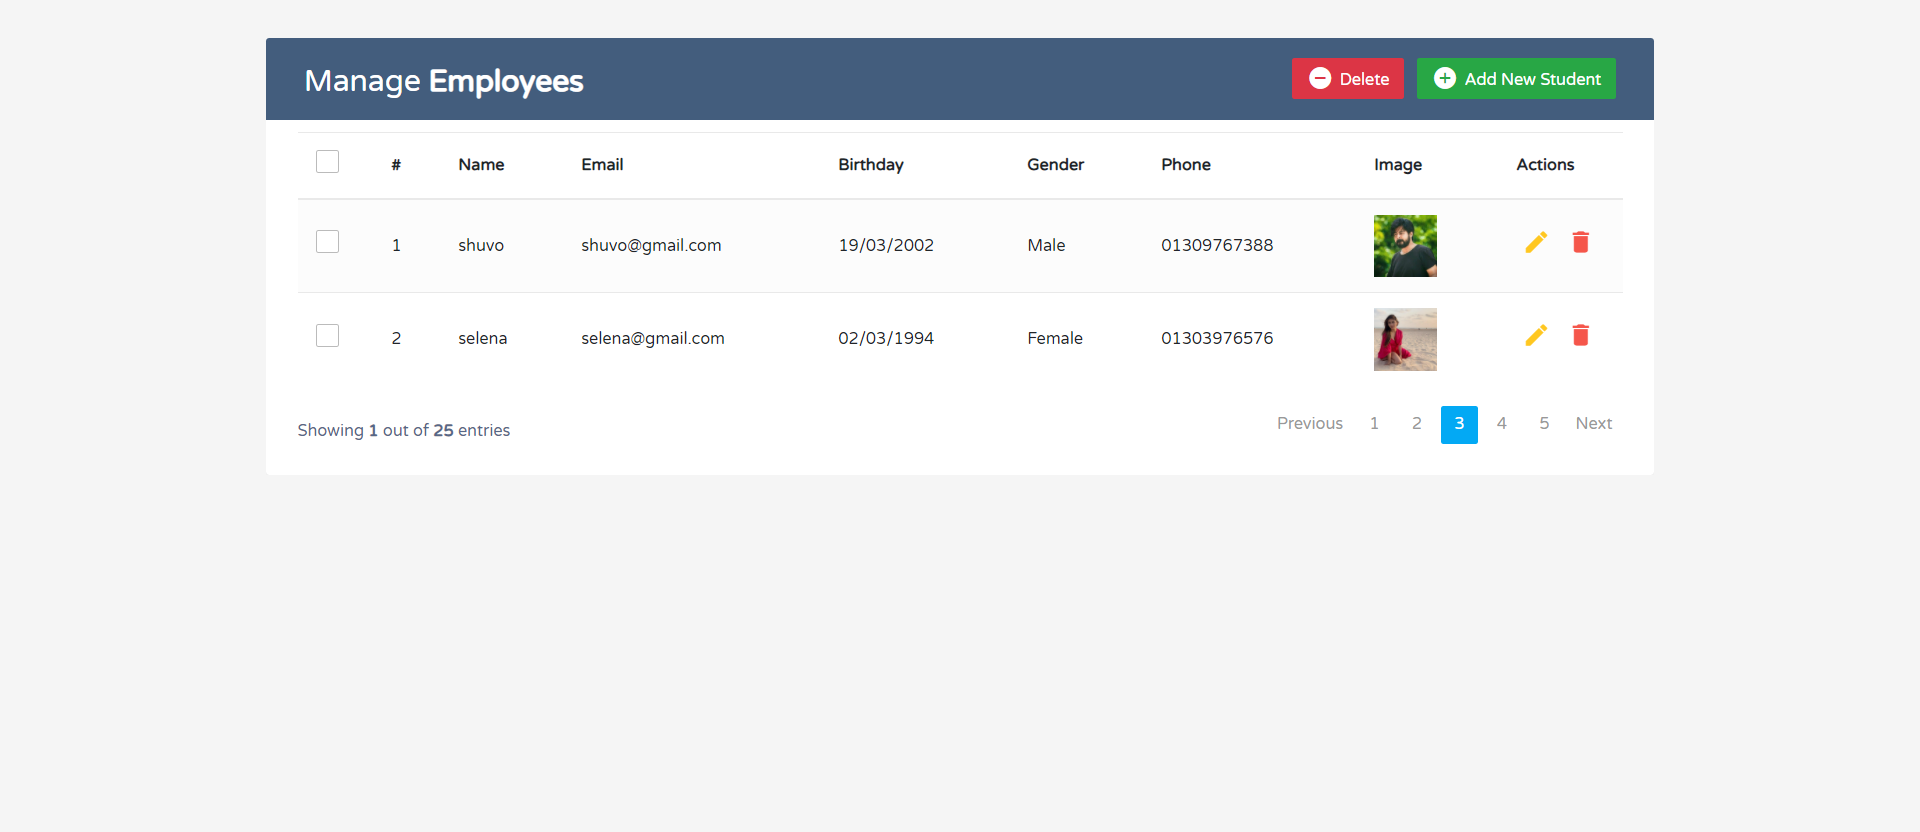 Manage Employees
Delete
Add New Student
# Name Email Birthday Gender Phone Image Actions
1 shuvo shuvo@gmail.com 19/03/2002 Male 01309767388
2 selena selena@gmail.com 02/03/1994 Female 01303976576
Showing 1 out of 25 entries
Previous 1 2 3 4 5 Next